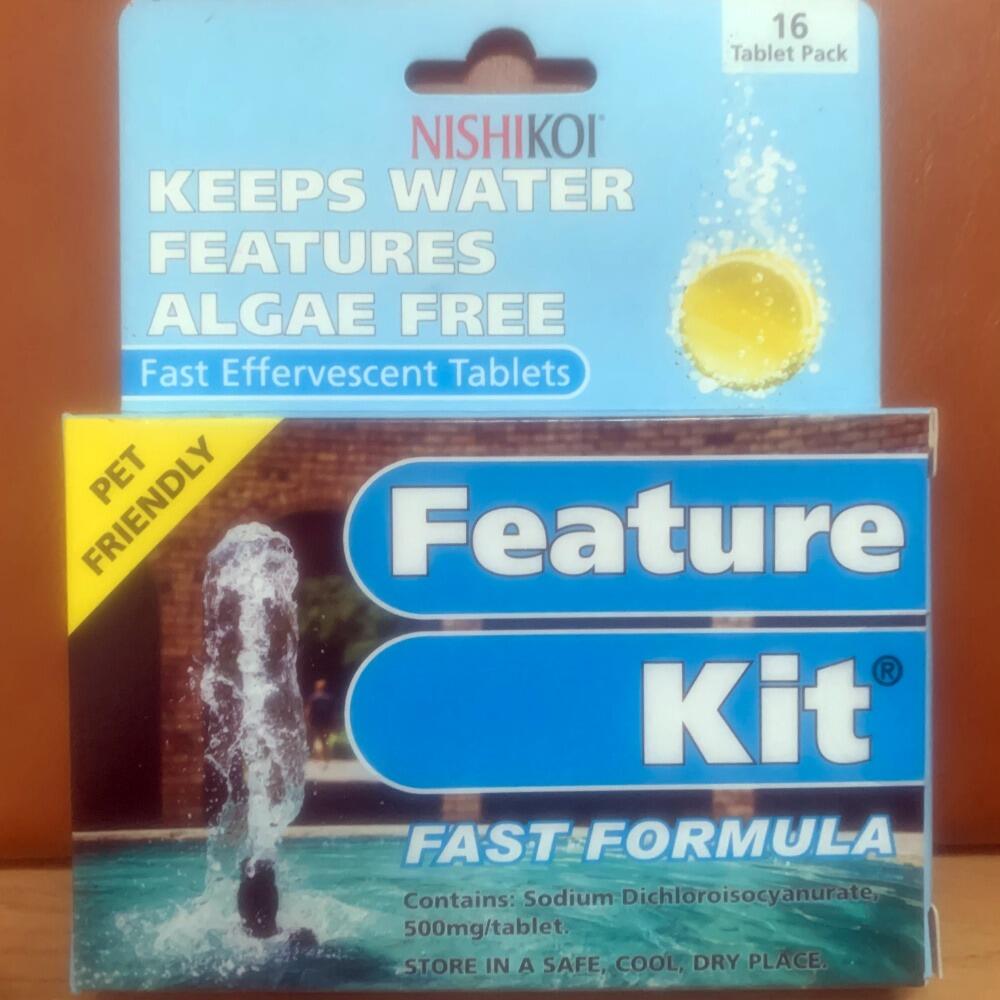 16
Tablet Pack
NISHIKOI
KEEPS WATER
FEATURES
ALGAE FREE
Fast Effervescent Tablets
PET
FRIENDLY
Feature
Kit®
FAST FORMULA
Contains: Sodium Dichloroisocyanurate,
500mg/tablet.
STORE IN A SAFE, COOL, DRY PLACE.